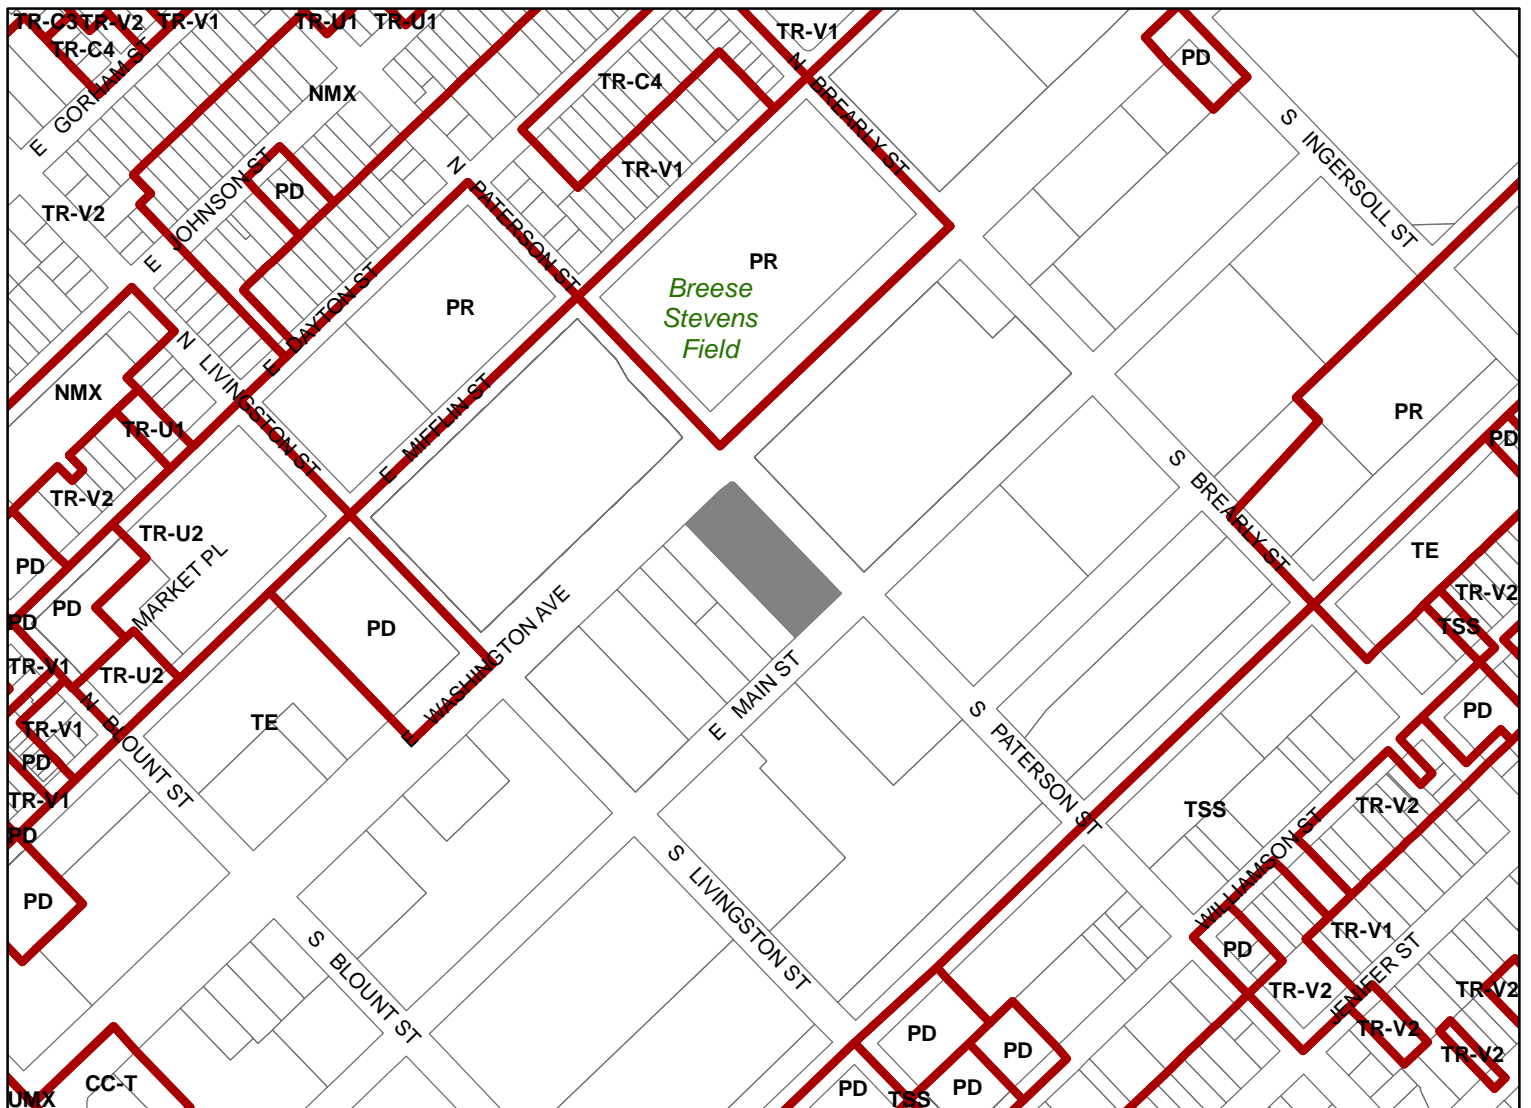 TR-C3
TR-V2
TR-V1
TR-U1
TR-U1
TR-V1
TR-C4
PD
E GORHAM ST
NMX
TR-C4
N BREARLY ST
S INGERSOLL ST
TR-V1
PD
N PATERSON ST
E JOHNSON ST
TR-V2
PR
PR
Breese
Stevens
Field
E DAYTON ST
N LIVINGSTON ST
NMX
PR
TR-U1
E MIFFLIN ST
PD
TR-V2
S BREARLY ST
TR-U2
TE
PD
MARKET PL
PD
TR-V2
PD
PD
TSS
E WASHINGTON AVE
TR-V1
TR-U2
E MAIN ST
PD
N BLOUNT ST
TE
S PATERSON ST
TR-V1
PD
TR-V1
TSS
TR-V2
PD
WILLIAMSON ST
S LIVINGSTON ST
PD
TR-V1
PD
S BLOUNT ST
JENIFER ST
TR-V2
TR-V2
PD
TR-V2
PD
TR-V2
CC-T
PD
PD
UMX
TSS